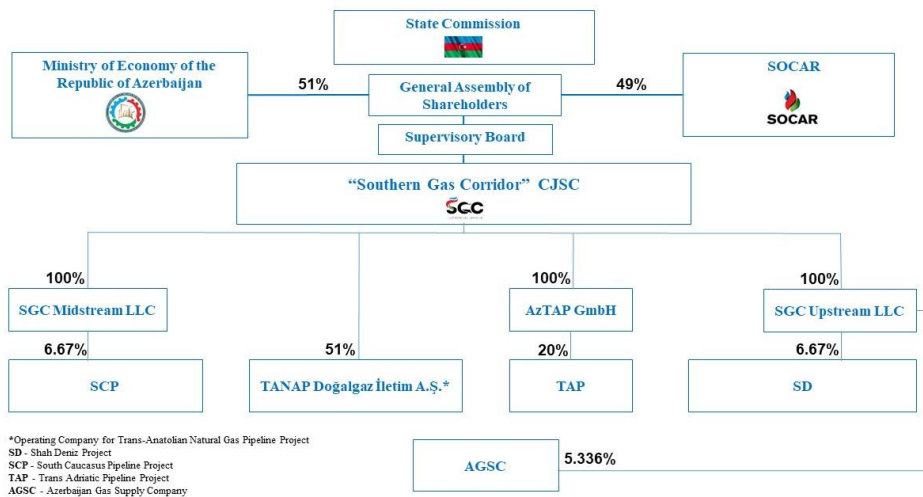 State Commission
Ministry of Economy of the
Republic of Azerbaijan
51%
General Assembly of
Shareholders
49%
SOCAR
SOCAR
Supervisory Board
“Southern Gas Corridor” CJSC
SGC
100%
SGC Midstream LLC
6.67%
SCP
51%
TANAP Doğalgaz İletim A.Ş.*
100%
AzTAP GmbH
20%
TAP
100%
SGC Upstream LLC
6.67%
SD
*Operating Company for Trans-Anatolian Natural Gas Pipeline Project
SD - Shah Deniz Project
SCP - South Caucasus Pipeline Project
TAP - Trans Adriatic Pipeline Project
AGSC - Azerbaijan Gas Supply Company
AGSC
5.336%